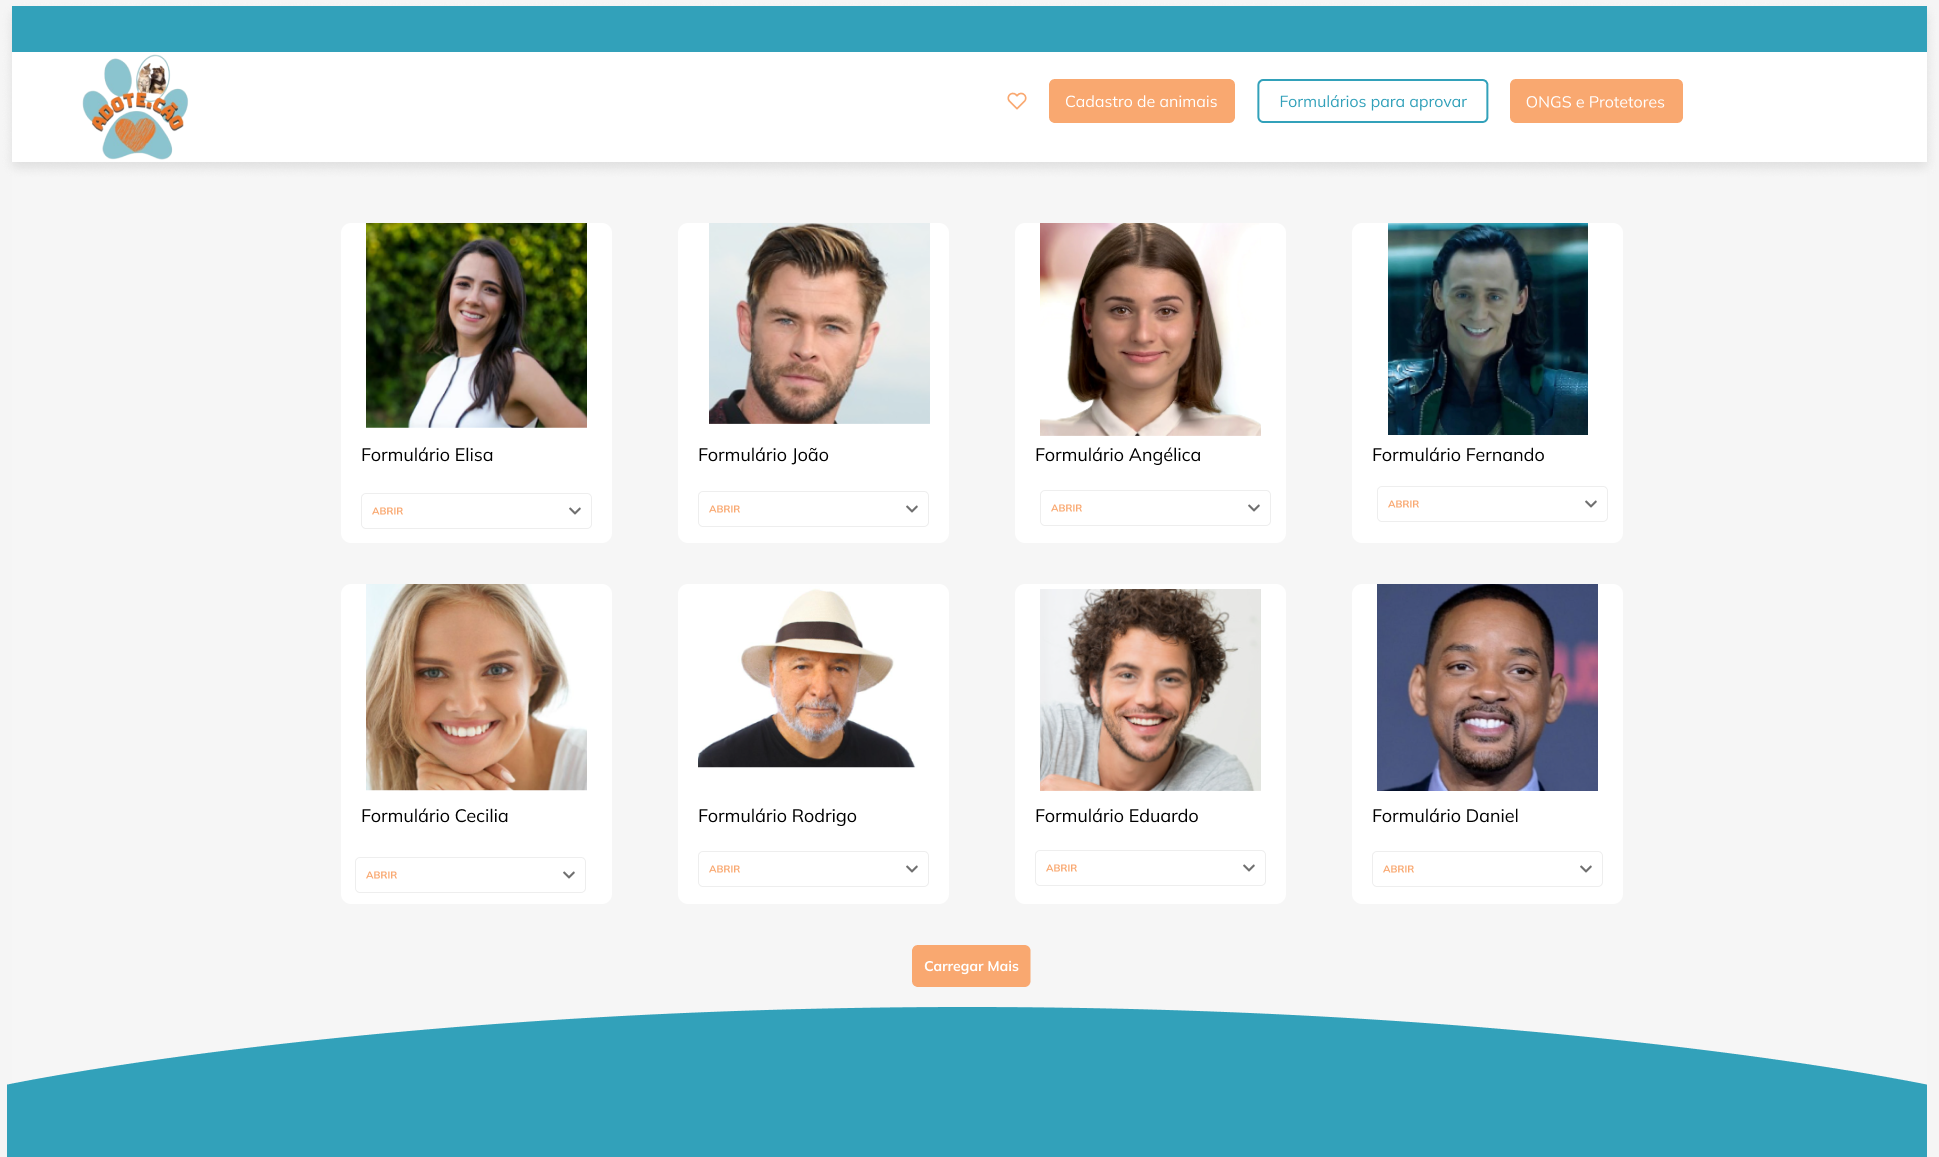 ADOTE.CÃO
Cadastro de animais
Formulários para aprovar
ONGS e Protetores
Formulário Elisa
Formulário João
Formulário Angélica
Formulário Fernando
ABRIR
ABRIR
ABRIR
ABRIR
Formulário Cecilia
Formulário Rodrigo
Formulário Eduardo
Formulário Daniel
ABRIR
ABRIR
ABRIR
ABRIR
Carregar Mais